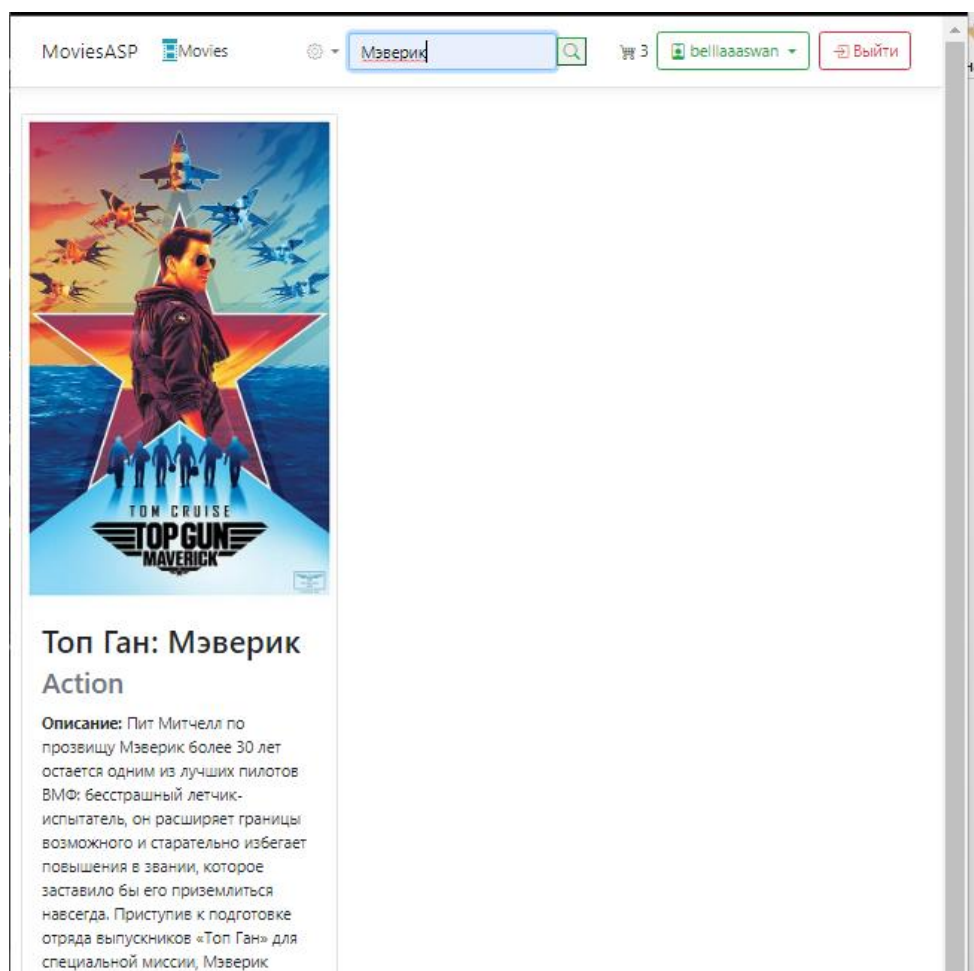 MoviesASP Movies Мэверик 3 belllaaaswan Выйти
TOM CRUISE
TOP GUN
MAVERICK
Топ Ган: Мэверик
Action
Описание: Пит Митчелл по
прозвищу Мэверик более 30 лет
остается одним из лучших пилотов
ВМФ: бесстрашный летчик-
испытатель, он расширяет границы
возможного и старательно избегает
повышения в звании, которое
заставило бы его приземлиться
навсегда. Приступив к подготовке
отряда выпускников «Топ Ган» для
специальной миссии, Мэверик